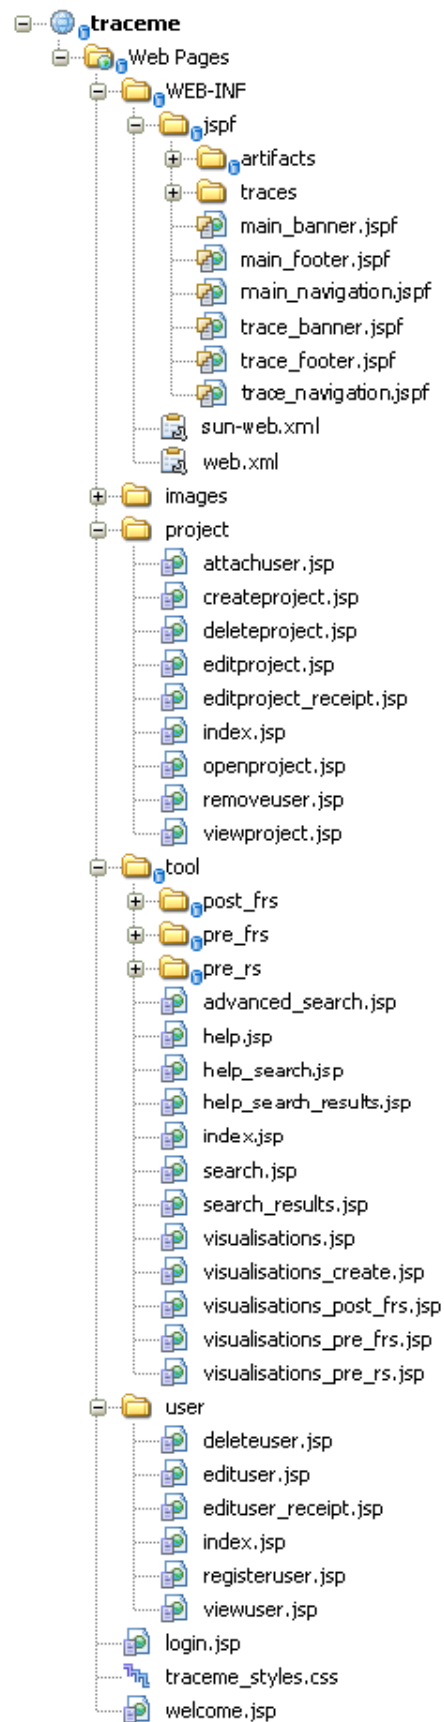 traceme
Web Pages
WEB-INF
jspf
artifacts
traces
main_banner.jspf
main_footer.jspf
main_navigation.jspf
trace_banner.jspf
trace_footer.jspf
trace_navigation.jspf
sun-web.xml
web.xml
images
project
attachuser.jsp
createproject.jsp
deleteproject.jsp
editproject.jsp
editproject_receipt.jsp
index.jsp
openproject.jsp
removeuser.jsp
viewproject.jsp
tool
post_frs
pre_frs
pre_rs
advanced_search.jsp
help.jsp
help_search.jsp
help_search_results.jsp
index.jsp
search.jsp
search_results.jsp
visualisations.jsp
visualisations_create.jsp
visualisations_post_frs.jsp
visualisations_pre_frs.jsp
visualisations_pre_rs.jsp
user
deleteuser.jsp
edituser.jsp
edituser_receipt.jsp
index.jsp
registeruser.jsp
viewuser.jsp
login.jsp
traceme_styles.css
welcome.jsp